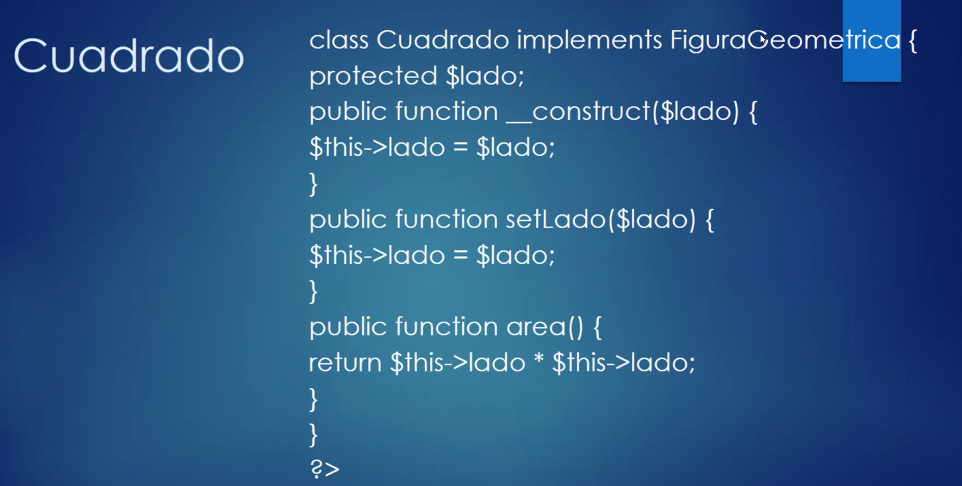 Cuadrado
class Cuadrado implements FiguraGeometrica {
protected $lado;
public function __construct($lado) {
$this->lado = $lado;
}
public function setLado($lado) {
$this->lado = $lado;
}
public function area() {
return $this->lado * $this->lado;
}
}
?>